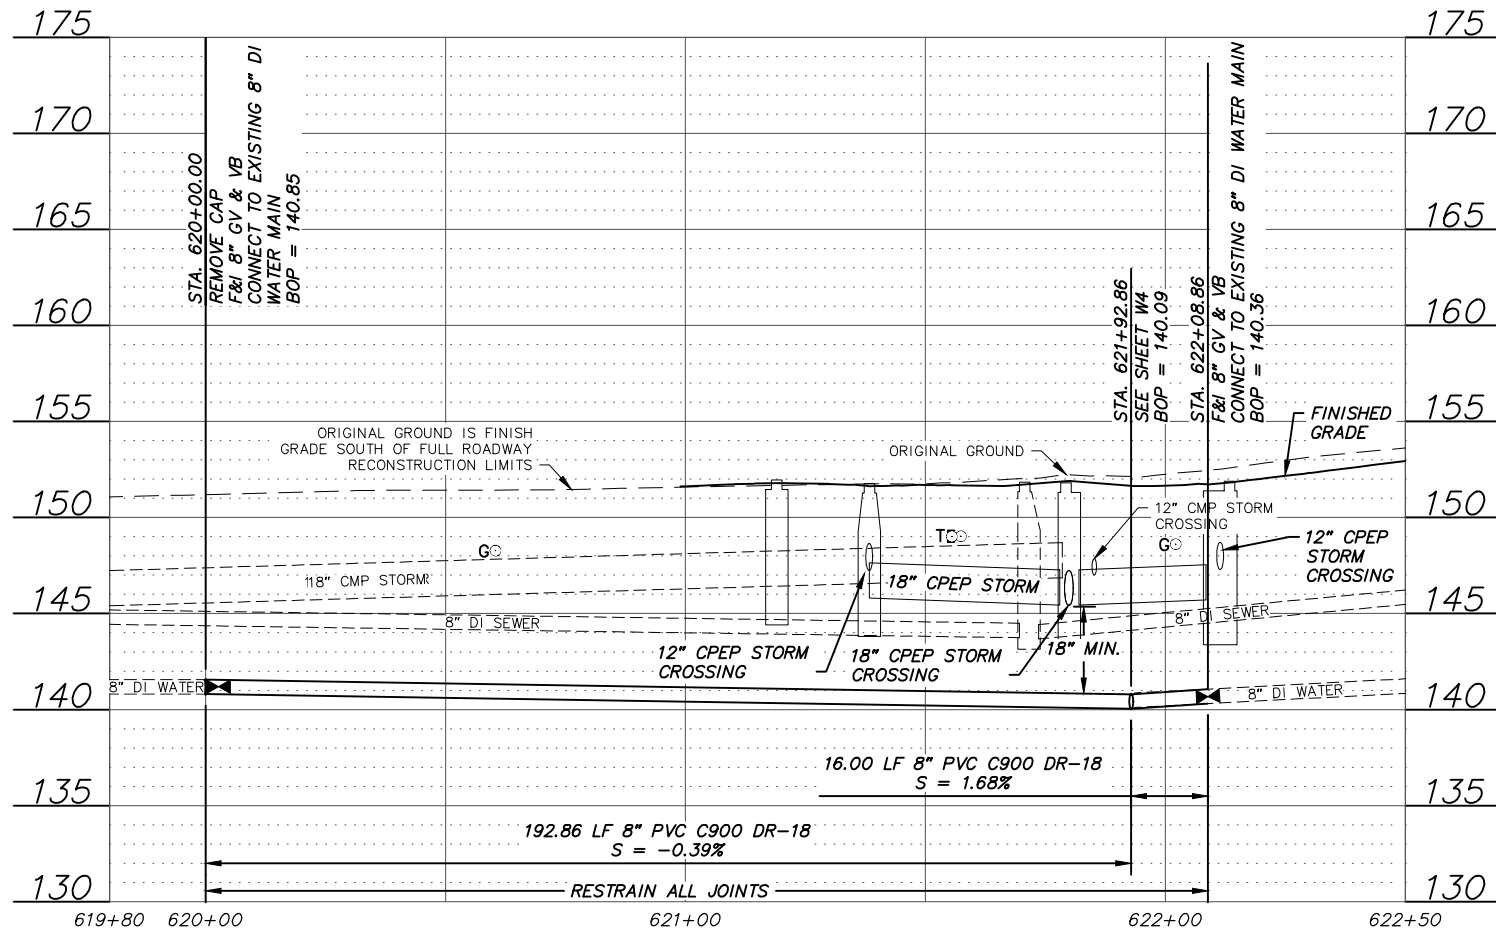 175
170
165
160
155
150
145
140
135
130
175
170
165
160
155
150
145
140
135
130
STA. 620+00.00
REMOVE CAP
F&I 8" GV & VB
CONNECT TO EXISTING 8" DI
WATER MAIN
BOP = 140.85
STA. 621+92.86
SEE SHEET W4
BOP = 140.09
STA. 622+08.86
F&I 8" GV & VB
CONNECT TO EXISTING 8" DI WATER MAIN
BOP = 140.36
ORIGINAL GROUND IS FINISH
GRADE SOUTH OF FULL ROADWAY
RECONSTRUCTION LIMITS
ORIGINAL GROUND
FINISHED
GRADE
12" CMP STORM
CROSSING
12" CPEP
STORM
CROSSING
G
G
18" CMP STORM
18" CPEP STORM
8" DI SEWER
8" DI SEWER
12" CPEP STORM
CROSSING
18" CPEP STORM
CROSSING
18" MIN.
8" DI WATER
8" DI WATER
16.00 LF 8" PVC C900 DR-18
S = 1.68%
192.86 LF 8" PVC C900 DR-18
S = -0.39%
RESTRAIN ALL JOINTS
619+80
620+00
621+00
622+00
622+50